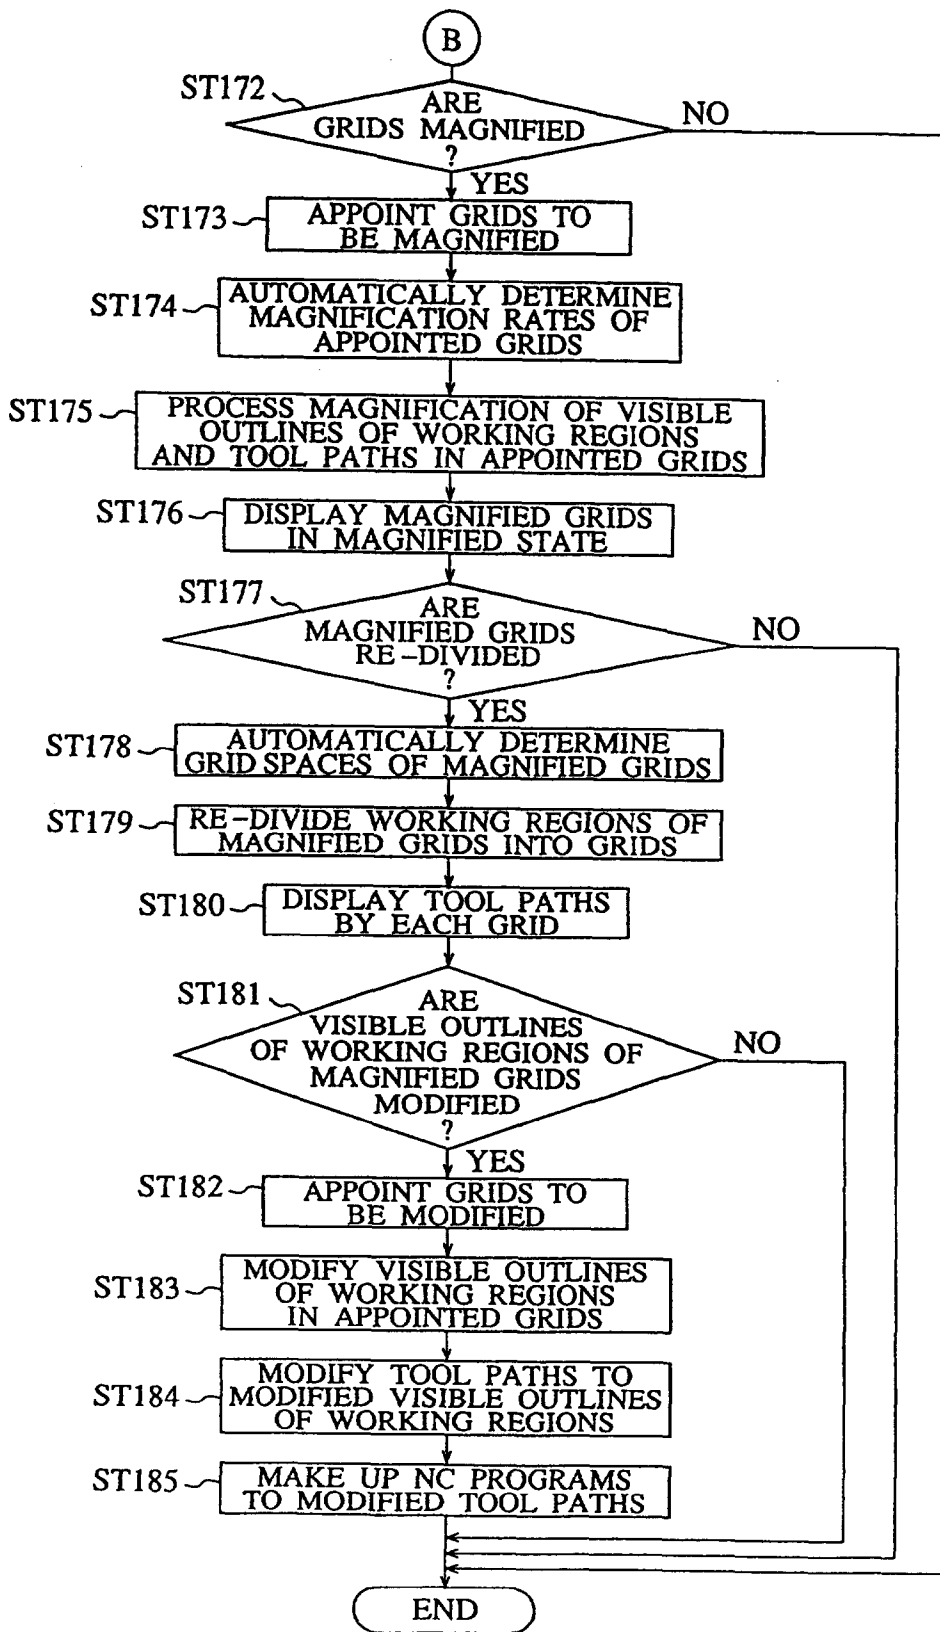 B
ST172
ARE
GRIDS MAGNIFIED
?
NO
YES
ST173
APPOINT GRIDS TO
BE MAGNIFIED
ST174
AUTOMATICALLY DETERMINE
MAGNIFICATION RATES OF
APPOINTED GRIDS
ST175
PROCESS MAGNIFICATION OF VISIBLE
OUTLINES OF WORKING REGIONS
AND TOOL PATHS IN APPOINTED GRIDS
ST176
DISPLAY MAGNIFIED GRIDS
IN MAGNIFIED STATE
ST177
ARE
MAGNIFIED GRIDS
RE-DIVIDED
?
NO
YES
ST178
AUTOMATICALLY DETERMINE
GRID SPACES OF MAGNIFIED GRIDS
ST179
RE-DIVIDE WORKING REGIONS OF
MAGNIFIED GRIDS INTO GRIDS
ST180
DISPLAY TOOL PATHS
BY EACH GRID
ST181
ARE
VISIBLE OUTLINES
OF WORKING REGIONS OF
MAGNIFIED GRIDS
MODIFIED
?
NO
YES
ST182
APPOINT GRIDS TO
BE MODIFIED
ST183
MODIFY VISIBLE OUTLINES
OF WORKING REGIONS
IN APPOINTED GRIDS
ST184
MODIFY TOOL PATHS TO
MODIFIED VISIBLE OUTLINES
OF WORKING REGIONS
ST185
MAKE UP NC PROGRAMS
TO MODIFIED TOOL PATHS
END